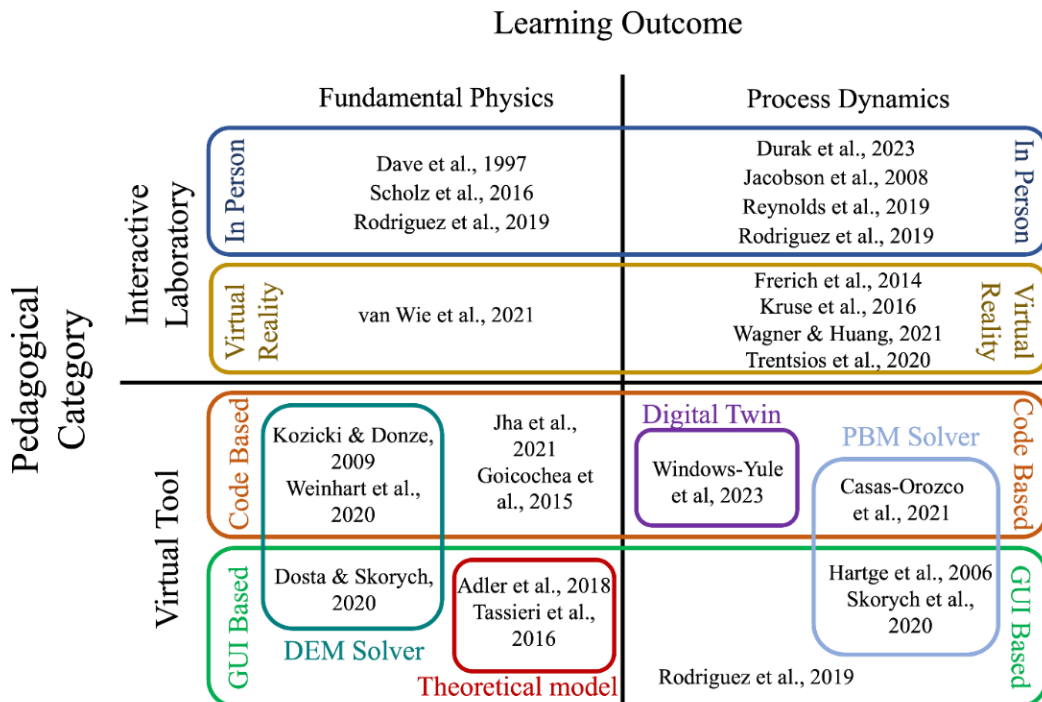 Learning Outcome
Fundamental Physics
Process Dynamics
Pedagogical
Category
Interactive
Laboratory
In Person
Dave et al., 1997
Scholz et al., 2016
Rodriguez et al., 2019
Durak et al., 2023
Jacobson et al., 2008
Reynolds et al., 2019
Rodriguez et al., 2019
In Person
Virtual
Reality
van Wie et al., 2021
Frerich et al., 2014
Kruse et al., 2016
Wagner & Huang, 2021
Trentsios et al., 2020
Virtual
Reality
Virtual Tool
Code Based
Kozicki & Donze,
2009
Weinhart et al.,
2020
Jha et al.,
2021
Goicochea et
al., 2015
Digital Twin
Windows-Yule
et al, 2023
PBM Solver
Casas-Orozco
et al., 2021
Code Based
GUI Based
Dosta & Skorych,
2020
DEM Solver
Adler et al., 2018
Tassieri et al.,
2016
Theoretical model
Hartge et al., 2006
Skorych et al.,
2020
Rodriguez et al., 2019
GUI Based